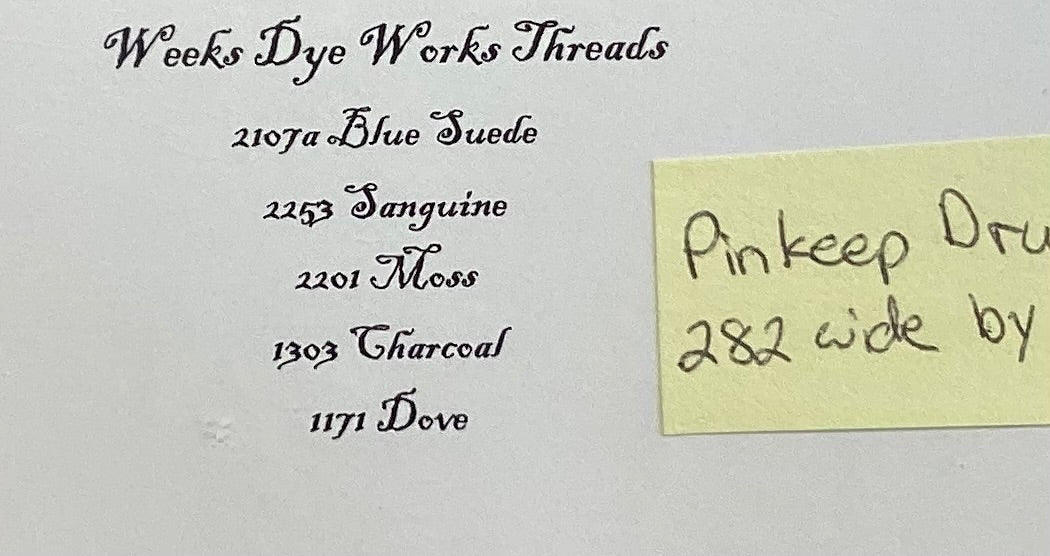 Weeks Dye Works Threads
2107a Blue Suede
2253 Sanguine
2201 Moss
1303 Charcoal
1171 Dove
Pinkeep
282 wide by